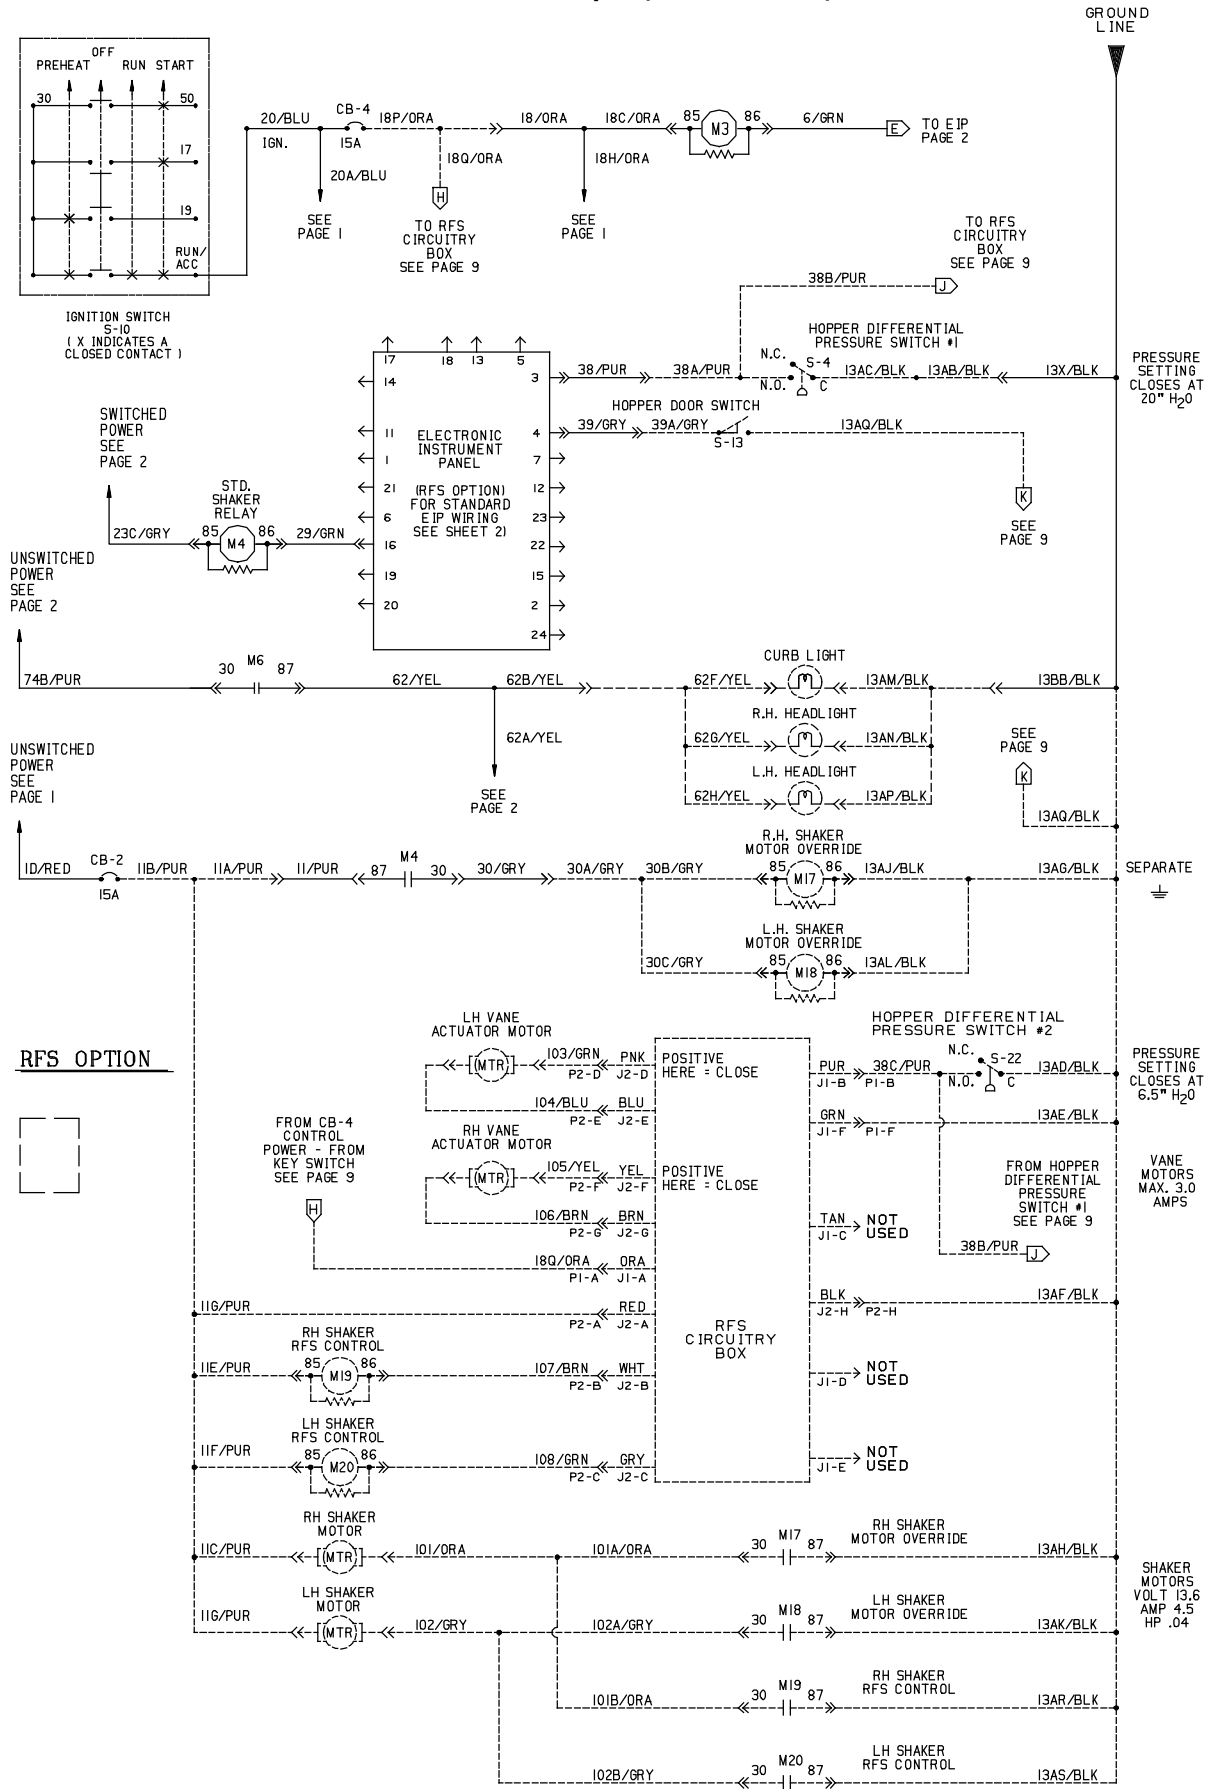 GROUND
LINE
OFF
PREHEAT RUN START
30 50
17
19
RUN/
ACC
IGNITION SWITCH
S-10
( X INDICATES A
CLOSED CONTACT )
20/BLU
IGN.
20A/BLU
SEE
PAGE 1
CB-4
15A
18P/ORA
18Q/ORA
H
TO RFS
CIRCUITRY
BOX
SEE PAGE 9
18/ORA
18C/ORA
18H/ORA
SEE
PAGE 1
85 M3 86
6/GRN
E
TO EIP
PAGE 2
TO RFS
CIRCUITRY
BOX
SEE PAGE 9
38B/PUR
J
HOPPER DIFFERENTIAL
PRESSURE SWITCH #1
N.C. S-4
N.O. C
38/PUR 38A/PUR
13AC/BLK 13AB/BLK 13X/BLK
PRESSURE
SETTING
CLOSES AT
20" H2O
HOPPER DOOR SWITCH
39/GRY 39A/GRY
S-13
13AQ/BLK
K
SEE
PAGE 9
17 18 13 5
14 3
11 4
1 7
21 12
6 23
16 22
19 15
20 2
24
ELECTRONIC
INSTRUMENT
PANEL
(RFS OPTION)
FOR STANDARD
EIP WIRING
SEE SHEET 2)
SWITCHED
POWER
SEE
PAGE 2
STD.
SHAKER
RELAY
23C/GRY 85 M4 86 29/GRN
UNSWITCHED
POWER
SEE
PAGE 2
74B/PUR 30 M6 87 62/YEL 62B/YEL
62A/YEL
SEE
PAGE 2
CURB LIGHT
62F/YEL 13AM/BLK 13BB/BLK
R.H. HEADLIGHT
62G/YEL 13AN/BLK
L.H. HEADLIGHT
62H/YEL 13AP/BLK
SEE
PAGE 9
K
13AQ/BLK
UNSWITCHED
POWER
SEE
PAGE 1
1D/RED CB-2 11B/PUR 11A/PUR 11/PUR 87 M4 30 30/GRY 30A/GRY 30B/GRY
15A
R.H. SHAKER
MOTOR OVERRIDE
85 M17 86 13AJ/BLK 13AG/BLK
SEPARATE
L.H. SHAKER
MOTOR OVERRIDE
30C/GRY 85 M18 86 13AL/BLK
RFS OPTION
LH VANE
ACTUATOR MOTOR
(MTR) 103/GRN PNK
P2-D J2-D
POSITIVE
HERE = CLOSE
104/BLU BLU
P2-E J2-E
RH VANE
ACTUATOR MOTOR
(MTR) 105/YEL YEL
P2-F J2-F
POSITIVE
HERE = CLOSE
106/BRN BRN
P2-G J2-G
FROM CB-4
CONTROL
POWER - FROM
KEY SWITCH
SEE PAGE 9
H
18Q/ORA ORA
P1-A J1-A
11G/PUR RED
P2-A J2-A
RH SHAKER
RFS CONTROL
11E/PUR 85 M19 86 107/BRN WHT
P2-B J2-B
LH SHAKER
RFS CONTROL
11F/PUR 85 M20 86 108/GRN GRY
P2-C J2-C
RFS
CIRCUITRY
BOX
HOPPER DIFFERENTIAL
PRESSURE SWITCH #2
N.C. S-22
N.O. C
PUR 38C/PUR 13AD/BLK
J1-B P1-B
PRESSURE
SETTING
CLOSES AT
6.5" H2O
GRN 13AE/BLK
J1-F P1-F
FROM HOPPER
DIFFERENTIAL
PRESSURE
SWITCH #1
SEE PAGE 9
38B/PUR J
VANE
MOTORS
MAX. 3.0
AMPS
TAN NOT
J1-C USED
BLK 13AF/BLK
J2-H P2-H
NOT
J1-D USED
NOT
J1-E USED
RH SHAKER
MOTOR
11C/PUR (MTR) 101/ORA 101A/ORA 30 M17 87
RH SHAKER
MOTOR OVERRIDE
13AH/BLK
LH SHAKER
MOTOR
11G/PUR (MTR) 102/GRY 102A/GRY 30 M18 87
LH SHAKER
MOTOR OVERRIDE
13AK/BLK
SHAKER
MOTORS
VOLT 13.6
AMP 4.5
HP .04
101B/ORA 30 M19 87
RH SHAKER
RFS CONTROL
13AR/BLK
102B/GRY 30 M20 87
LH SHAKER
RFS CONTROL
13AS/BLK